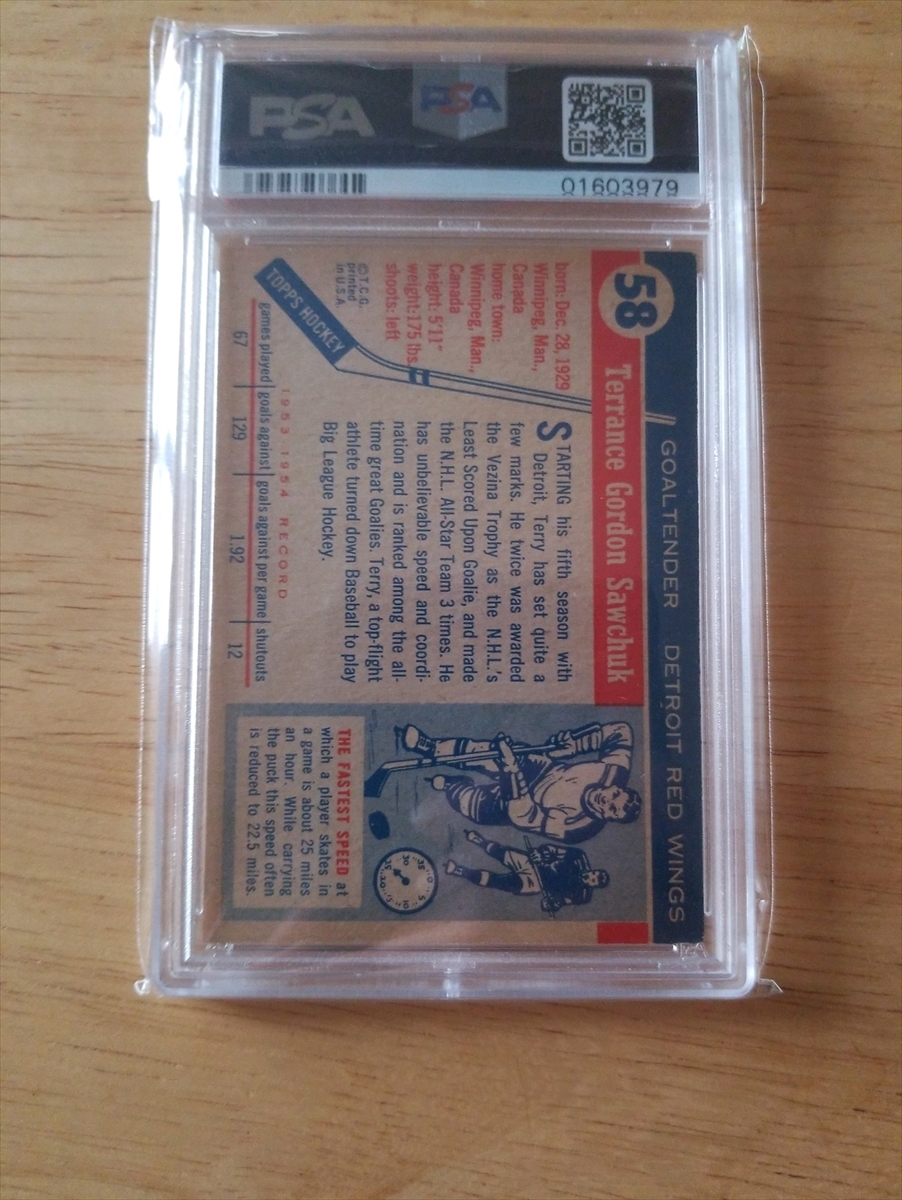 PSA
PSA
01603979
GOALTENDER DETROIT RED WINGS
58
Terrance Gordon Sawchuk
born: Dec. 28, 1929
Winnipeg, Man.,
Canada
home town:
Winnipeg, Man.,
Canada
height: 5'11"
weight: 175 lbs.
shoots: left
© T.C.G.
printed
in U.S.A
TOPPS HOCKEY
STARTING his fifth season with
Detroit, Terry has set quite a
few marks. He twice was awarded
the Vezina Trophy as the N.H.L.'s
Least Scored Upon Goalie, and made
the N.H.L. All-Star Team 3 times. He
has unbelievable speed and coordi-
nation and is ranked among the all-
time great Goalies. Terry, a top-flight
athlete turned down Baseball to play
Big League Hockey.
1953 1954 RECORD
games played goals against goals against per game shutouts
67 129 1.92 12
THE FASTEST SPEED at
which a player skates in
a game is about 25 miles
an hour. While carrying
the puck this speed often
is reduced to 22.5 miles.